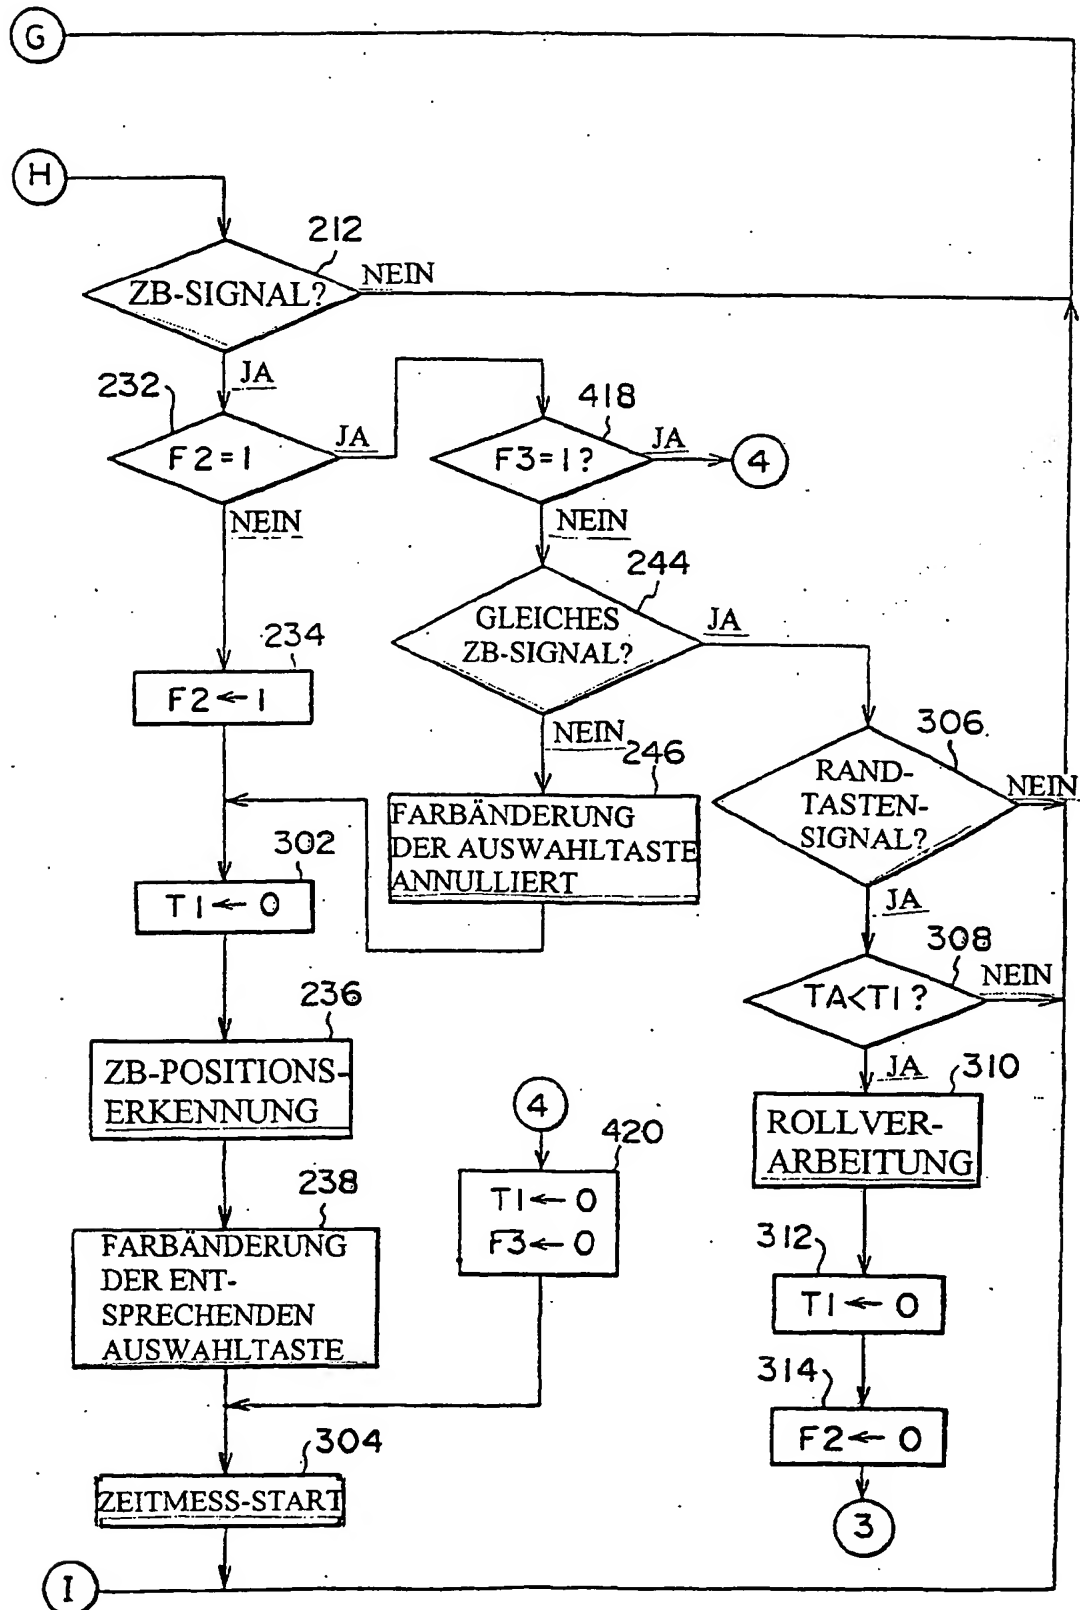 G
H
212
ZB-SIGNAL?
NEIN
JA
232
F2=1
JA
NEIN
418
F3=1?
JA
4
NEIN
244
GLEICHES
ZB-SIGNAL?
JA
NEIN
234
F2←1
246
FARBÄNDERUNG
DER AUSWAHLTASTE
ANNULLIERT
306
RAND-
TASTEN-
SIGNAL?
NEIN
JA
302
T1←0
308
TA<T1?
NEIN
JA
236
ZB-POSITIONS-
ERKENNUNG
310
ROLLVER-
ARBEITUNG
4
420
T1←0
F3←0
238
FARBÄNDERUNG
DER ENT-
SPRECHENDEN
AUSWAHLTASTE
312
T1←0
314
F2←0
3
304
ZEITMESS-START
I